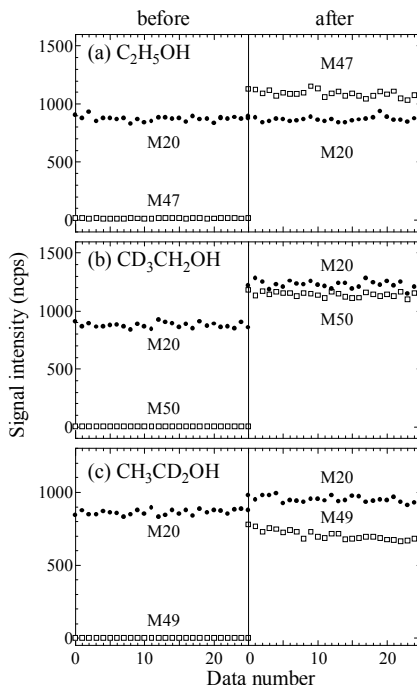 before after
1500
(a) C₂H₅OH
M47
1000
M20
M20
500
M47
0
1500
(b) CD₃CH₂OH
M20
1000
M50
M20
500
M50
0
(c) CH₃CD₂OH
M20
1000
M49
M20
500
M49
0
0 10 20 0 10 20
Data number
Signal intensity (ncps)